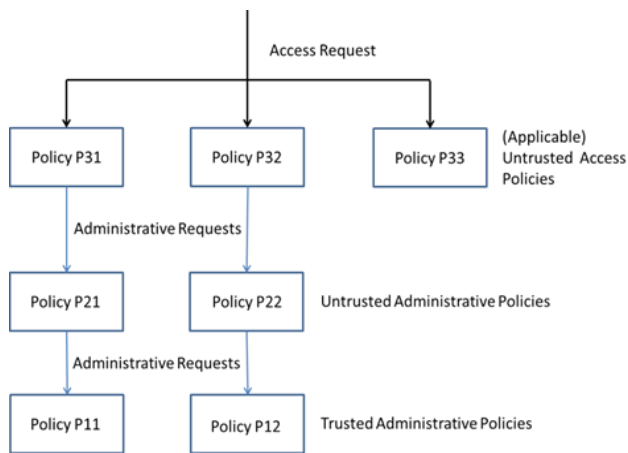 Access Request
Policy P31
Policy P32
Policy P33
(Applicable)
Untrusted Access
Policies
Administrative Requests
Policy P21
Policy P22
Untrusted Administrative Policies
Administrative Requests
Policy P11
Policy P12
Trusted Administrative Policies